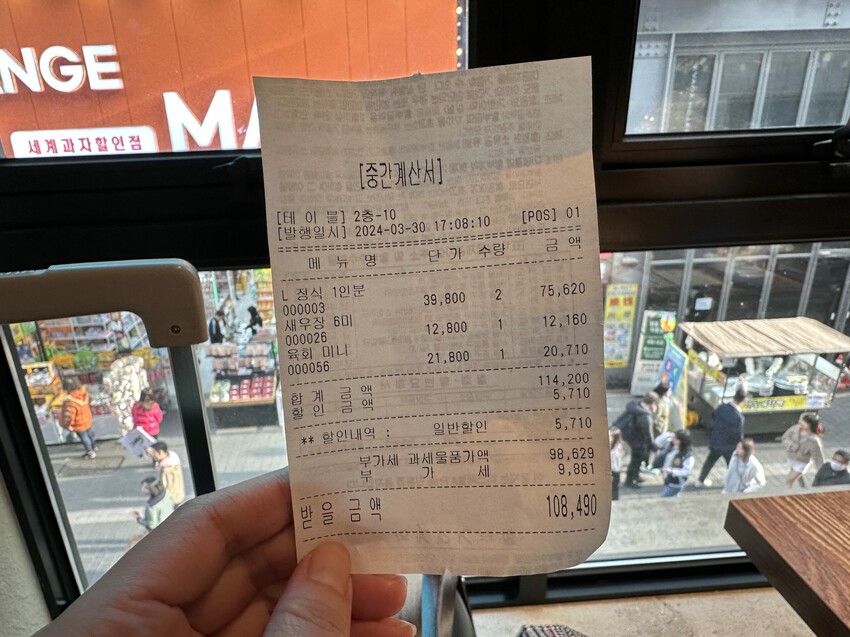 NGE
MA
세계과자할인점
[중간계산서]
[테 이 블] 2층-10
[발행일시] 2024-03-30 17:08:10 [POS] 01
메 뉴 명 단 가 수량 금 액
L 정식 1인분
000003 39,800 2 75,620
새우장 6미
000026 12,800 1 12,160
육회 미니
000056 21,800 1 20,710
합 계 금 액 114,200
할 인 금 액 5,710
** 할인내역 : 일반할인 5,710
부가세 과세물품가액 98,629
부 가 세 9,861
받을 금액 108,490